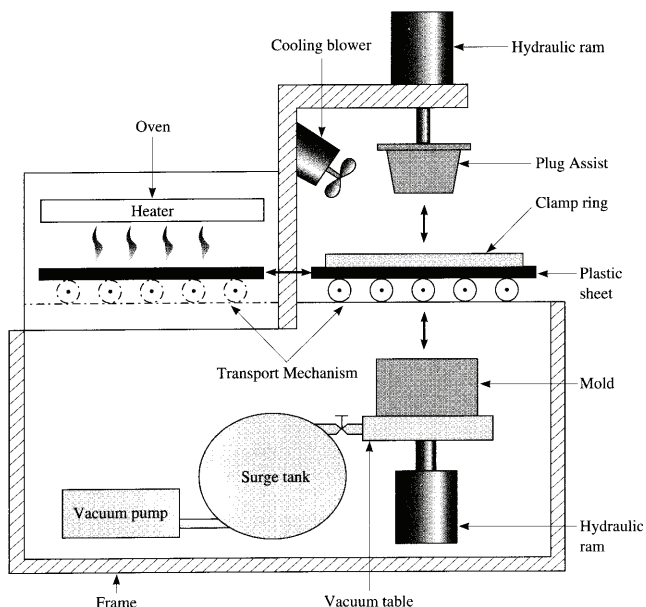 Cooling blower
Hydraulic ram
Oven
Plug Assist
Heater
Clamp ring
Plastic
sheet
Transport Mechanism
Mold
Surge tank
Vacuum pump
Hydraulic
ram
Frame
Vacuum table